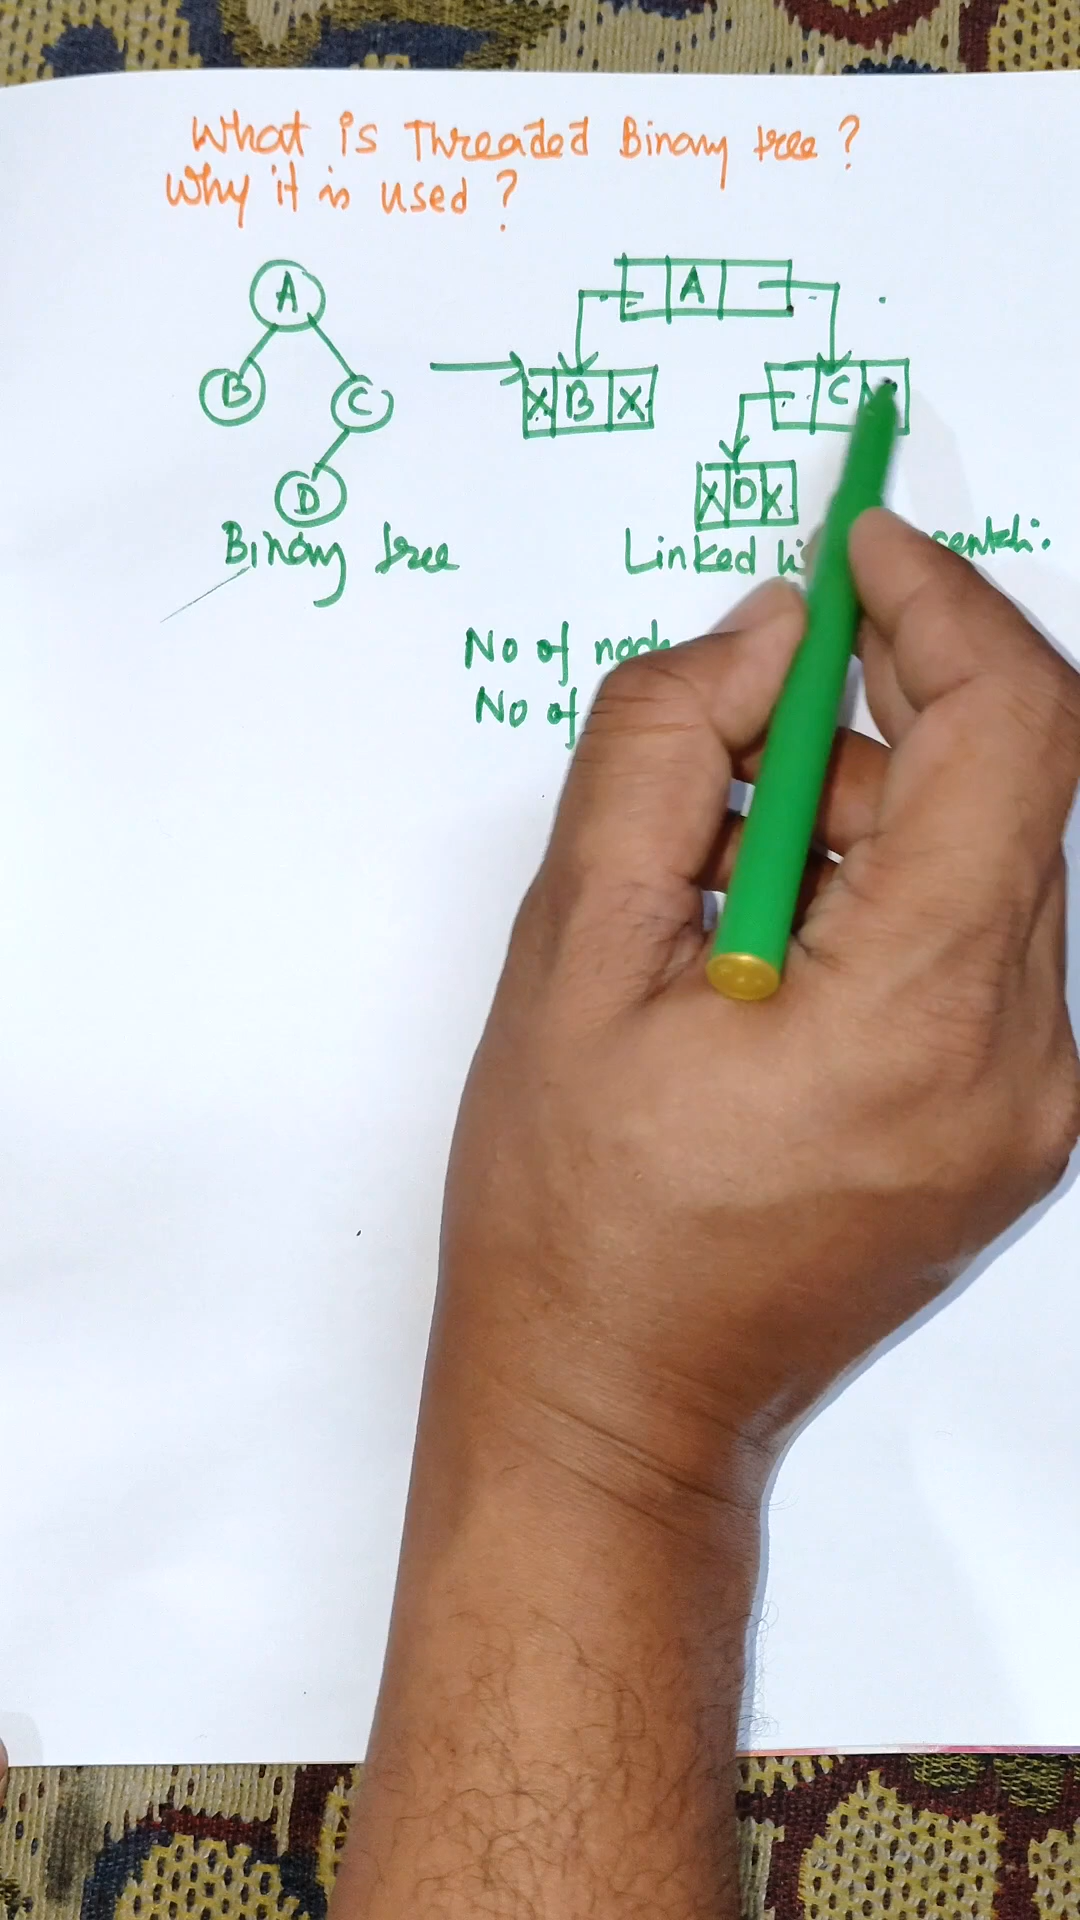 What is Threaded Binary tree ?
Why it is used ?
A
B
C
D
A
X B X
C
X D X
Binary tree
Linked
No of
No of